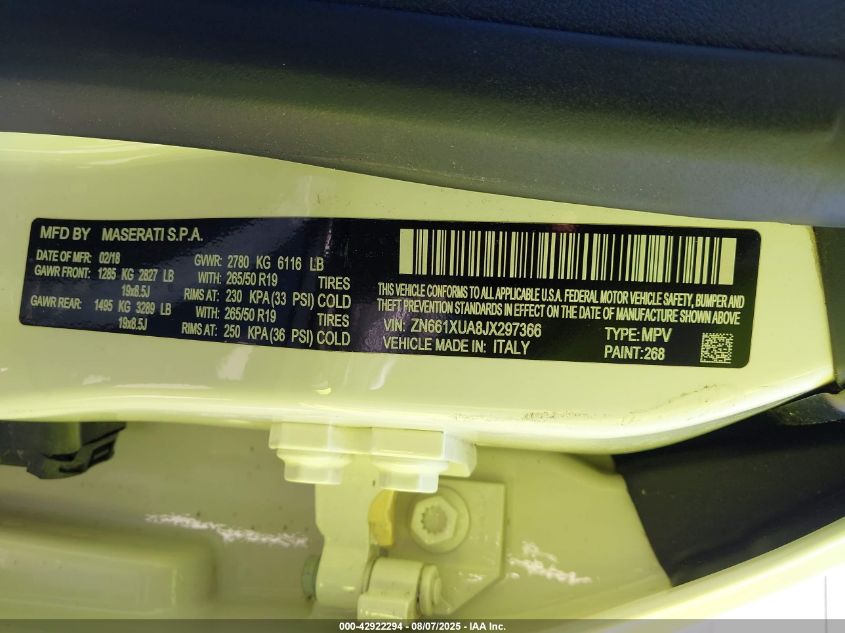 MFD BY MASERATI S.P.A.
DATE OF MFR: 02/18 GVWR: 2780 KG 6116 LB
GAWR FRONT: 1285 KG 2827 LB WITH: 265/50 R19 TIRES
19x8.5J RIMS AT: 230 KPA (33 PSI) COLD
GAWR REAR: 1495 KG 3289 LB WITH: 265/50 R19 TIRES
19x8.5J RIMS AT: 250 KPA (36 PSI) COLD
THIS VEHICLE CONFORMS TO ALL APPLICABLE U.S.A. FEDERAL MOTOR VEHICLE SAFETY, BUMPER AND
THEFT PREVENTION STANDARDS IN EFFECT ON THE DATE OF MANUFACTURE SHOWN ABOVE.
VIN: ZN661XUA8JX297366 TYPE: MPV
VEHICLE MADE IN: ITALY PAINT: 268
000-42922294 - 08/07/2025 - IAA Inc.